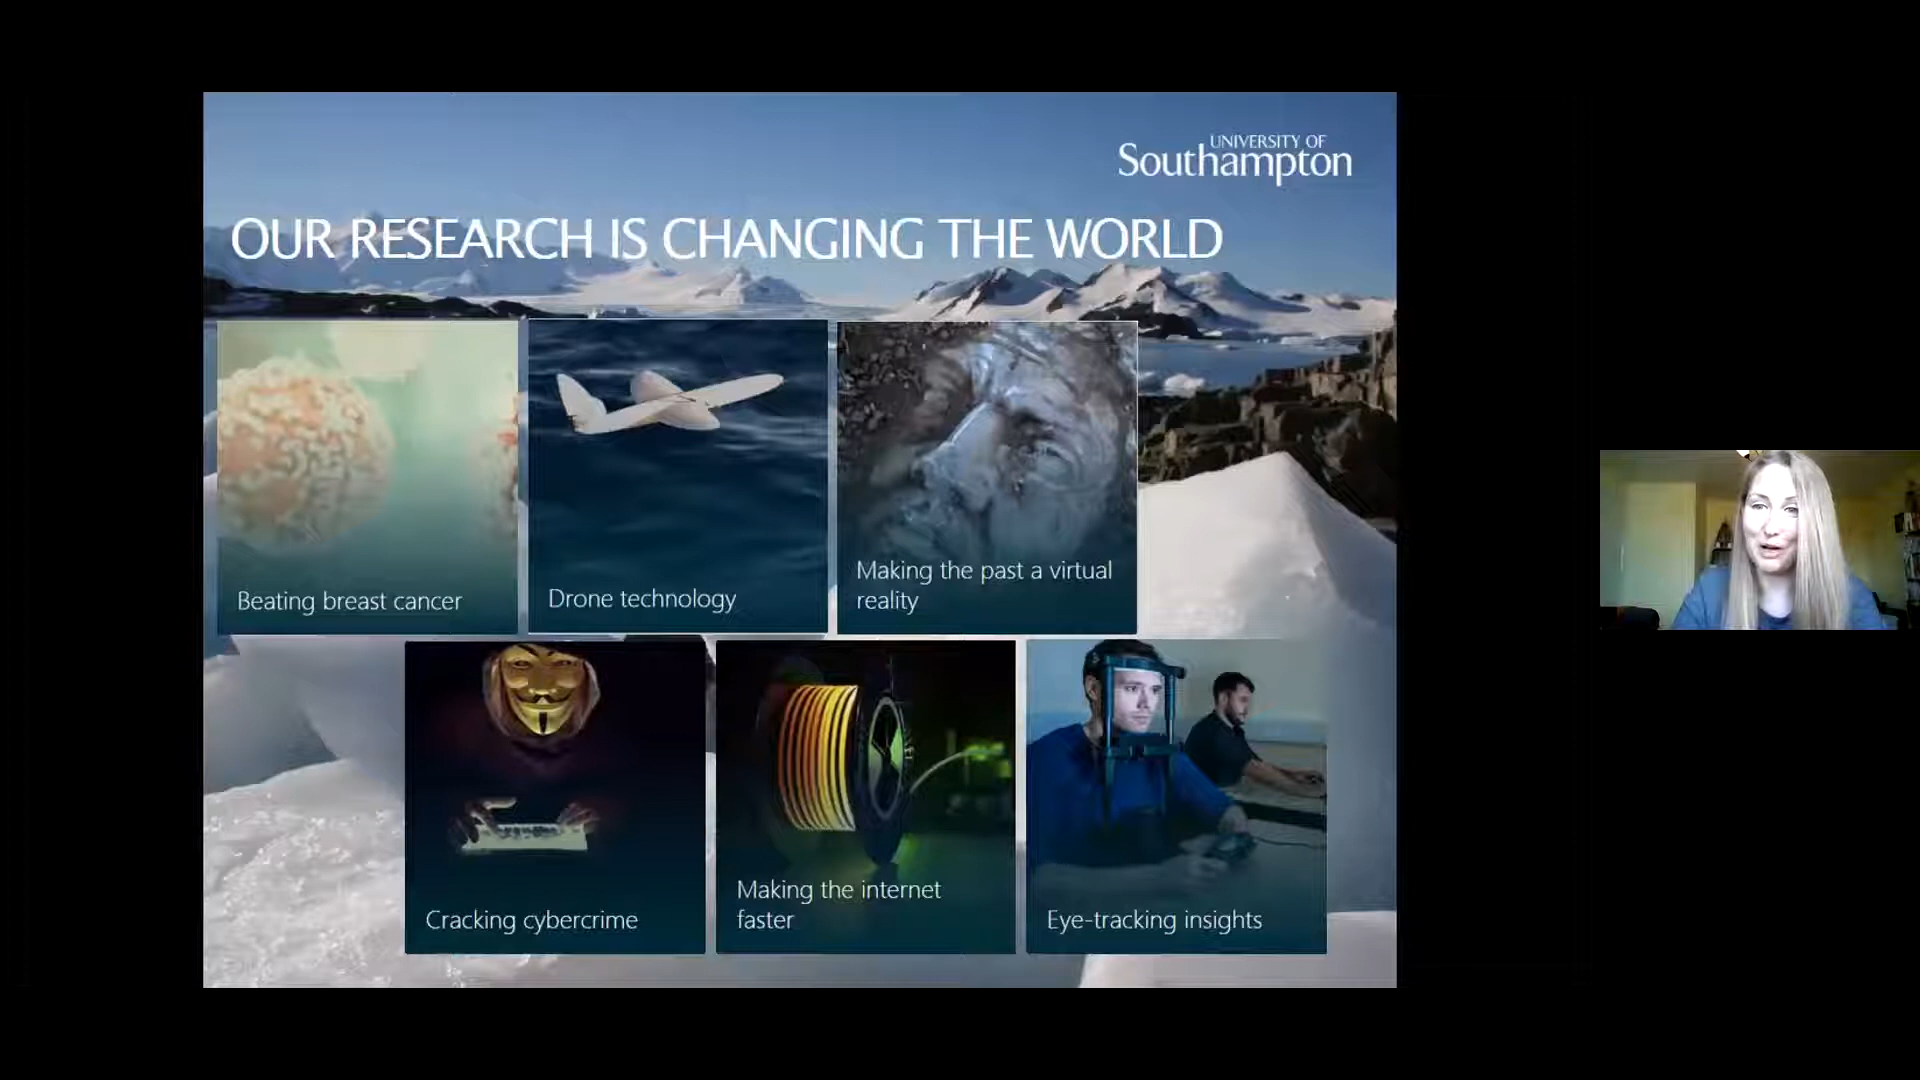 UNIVERSITY OF
Southampton
OUR RESEARCH IS CHANGING THE WORLD
Beating breast cancer
Drone technology
Making the past a virtual
reality
Cracking cybercrime
Making the internet
faster
Eye-tracking insights